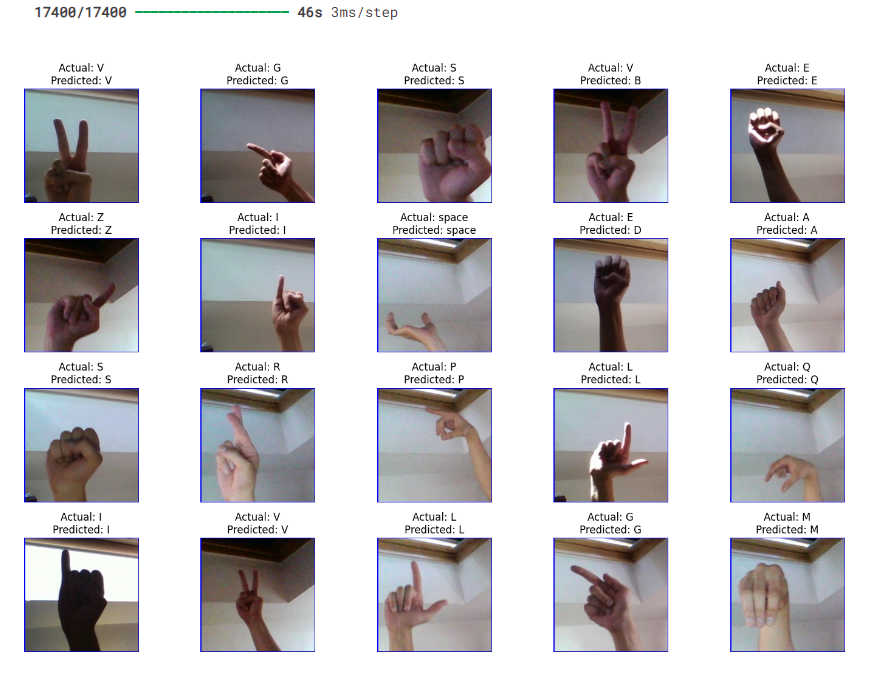 17400/17400 ━━━━━━━━━━━━━━━━━━━━ 46s 3ms/step
Actual: V
Predicted: V
Actual: G
Predicted: G
Actual: S
Predicted: S
Actual: V
Predicted: B
Actual: E
Predicted: E
Actual: Z
Predicted: Z
Actual: I
Predicted: I
Actual: space
Predicted: space
Actual: E
Predicted: D
Actual: A
Predicted: A
Actual: S
Predicted: S
Actual: R
Predicted: R
Actual: P
Predicted: P
Actual: L
Predicted: L
Actual: Q
Predicted: Q
Actual: I
Predicted: I
Actual: V
Predicted: V
Actual: L
Predicted: L
Actual: G
Predicted: G
Actual: M
Predicted: M